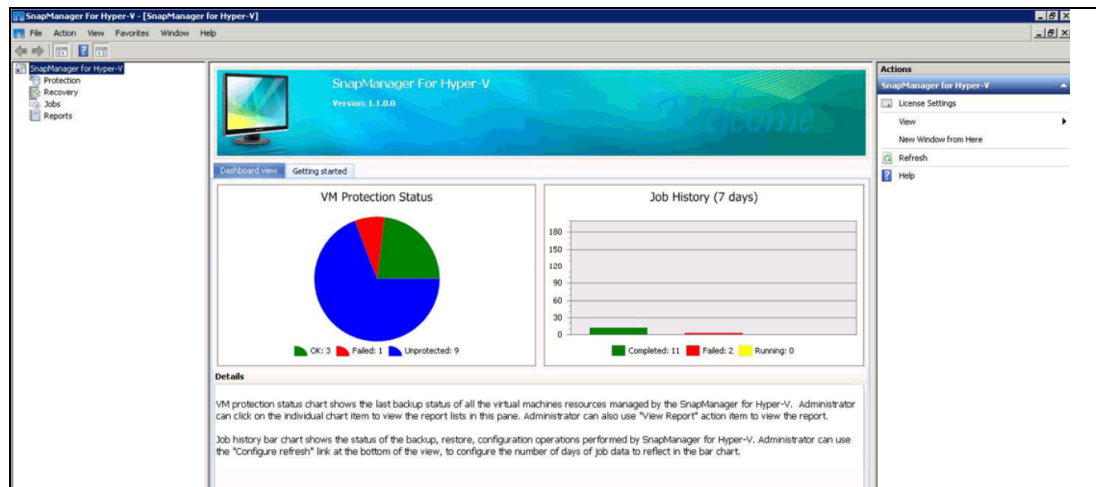 SnapManager For Hyper-V - [SnapManager for Hyper-V]
File Action View Favorites Window Help
SnapManager for Hyper-V
Protection
Recovery
Jobs
Reports
SnapManager For Hyper-V
Version: 1.1.0.0
Welcome
Dashboard view Getting started
VM Protection Status
OK: 3 Failed: 1 Unprotected: 9
Job History (7 days)
180
150
120
90
60
30
0
Completed: 11 Failed: 2 Running: 0
Details
VM protection status chart shows the last backup status of all the virtual machines resources managed by the SnapManager for Hyper-V. Administrator
can click on the individual chart item to view the report lists in this pane. Administrator can also use "View Report" action item to view the report.
Job history bar chart shows the status of the backup, restore, configuration operations performed by SnapManager for Hyper-V. Administrator can use
the "Configure refresh" link at the bottom of the view, to configure the number of days of job data to reflect in the bar chart.
Actions
SnapManager for Hyper-V
License Settings
View
New Window from Here
Refresh
Help